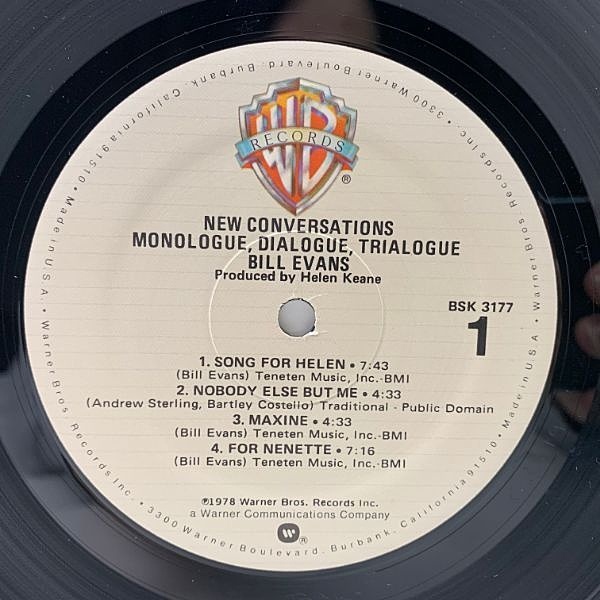 WB
RECORDS
®
NEW CONVERSATIONS
MONOLOGUE, DIALOGUE, TRIALOGUE
BILL EVANS
Produced by Helen Keane
BSK 3177
1
1. SONG FOR HELEN • 7:43
(Bill Evans) Teneten Music, Inc.-BMI
2. NOBODY ELSE BUT ME • 4:33
(Andrew Sterling, Bartley Costello) Traditional - Public Domain
3. MAXINE • 4:33
(Bill Evans) Teneten Music, Inc.-BMI
4. FOR NENETTE • 7:16
(Bill Evans) Teneten Music, Inc.-BMI
℗1978 Warner Bros. Records Inc.
a Warner Communications Company
®
• Warner Bros. Records Inc. • 3300 Warner Boulevard, Burbank, California 91510 • Made in U.S.A. • Warner Bros. Records Inc. • 3300 Warner Boulevard, Burbank, California 91510 • Made in U.S.A.